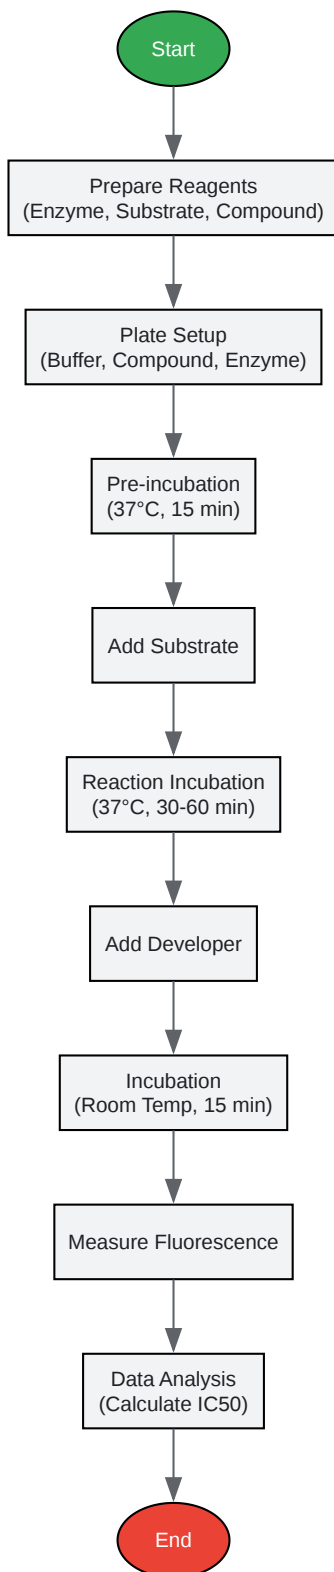 Start
Prepare Reagents
(Enzyme, Substrate, Compound)
Plate Setup
(Buffer, Compound, Enzyme)
Pre-incubation
(37°C, 15 min)
Add Substrate
Reaction Incubation
(37°C, 30-60 min)
Add Developer
Incubation
(Room Temp, 15 min)
Measure Fluorescence
Data Analysis
(Calculate IC50)
End